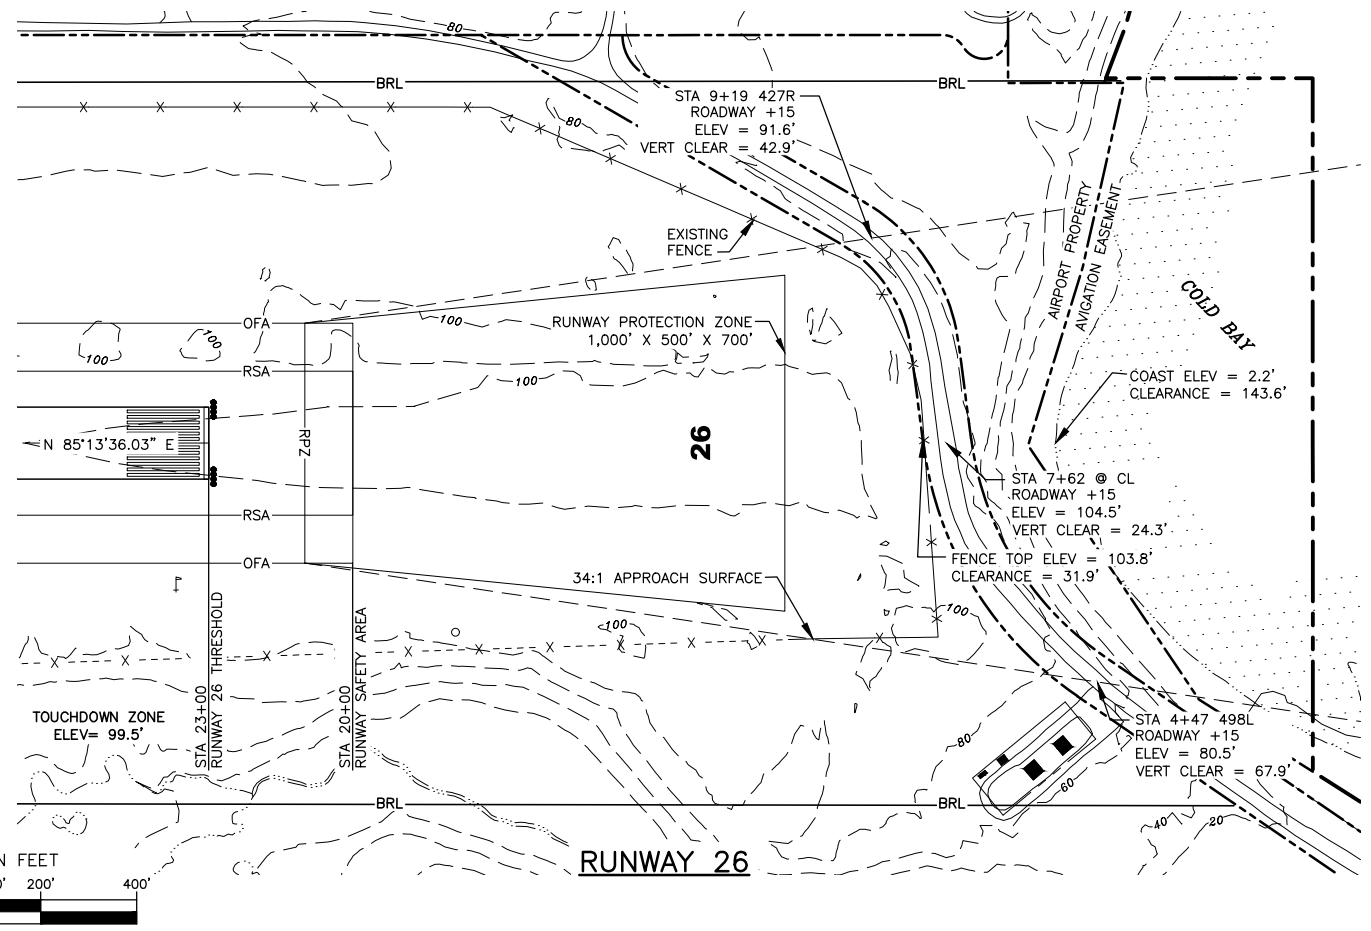 80
BRL
BRL
STA 9+19 427R
ROADWAY +15
ELEV = 91.6'
VERT CLEAR = 42.9'
80
EXISTING
FENCE
AIRPORT PROPERTY
AVIGATION EASEMENT
COLD BAY
OFA
100
100
100
RUNWAY PROTECTION ZONE
1,000' X 500' X 700'
RSA
100
COAST ELEV = 2.2'
CLEARANCE = 143.6'
N 85°13'36.03" E
RPZ
26
STA 7+62 @ CL
ROADWAY +15
ELEV = 104.5'
VERT CLEAR = 24.3'
RSA
FENCE TOP ELEV = 103.8'
CLEARANCE = 31.9'
OFA
34:1 APPROACH SURFACE
100
100
STA 23+00
RUNWAY 26 THRESHOLD
STA 20+00
RUNWAY SAFETY AREA
TOUCHDOWN ZONE
ELEV= 99.5'
80
STA 4+47 498L
ROADWAY +15
ELEV = 80.5'
VERT CLEAR = 67.9'
60
BRL
BRL
40
20
RUNWAY 26
N FEET
0' 200' 400'